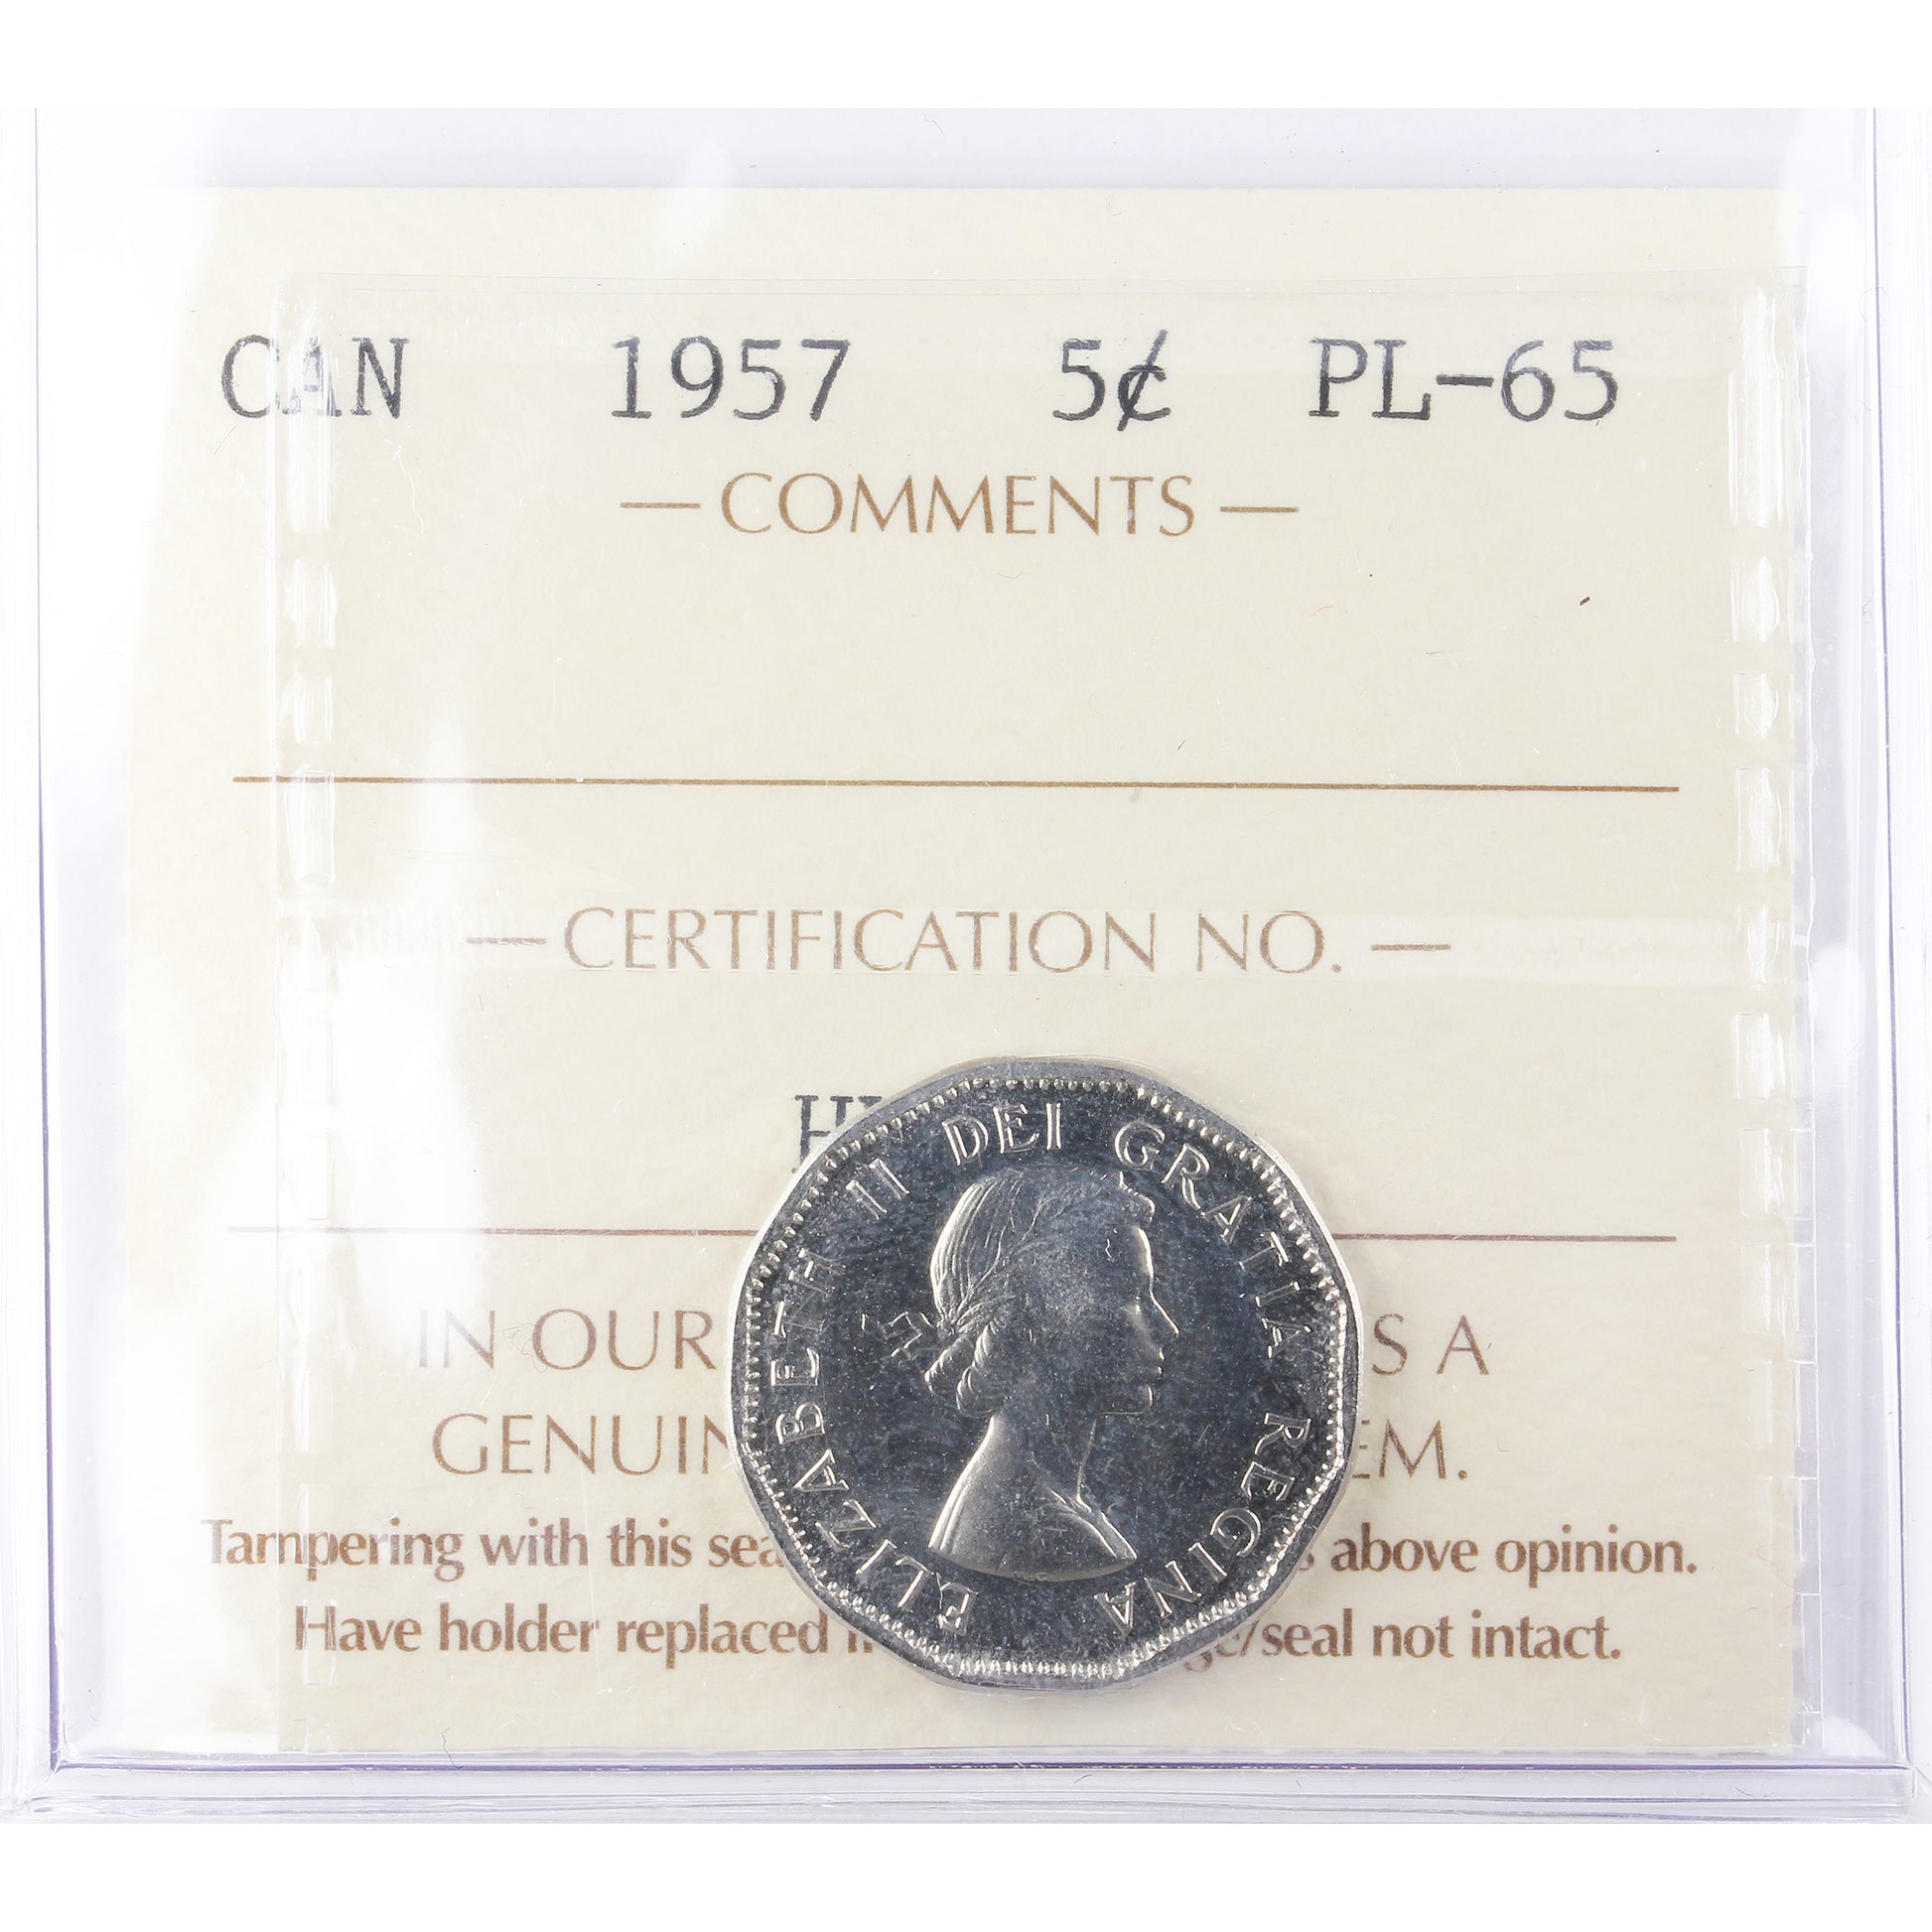 CAN 1957 5¢ PL-65
— COMMENTS —
— CERTIFICATION NO. —
ELIZABETH II DEI GRATIA REGINA
IN OUR S A
GENUIN EM.
Tampering with this sea above opinion.
Have holder replaced ge/seal not intact.